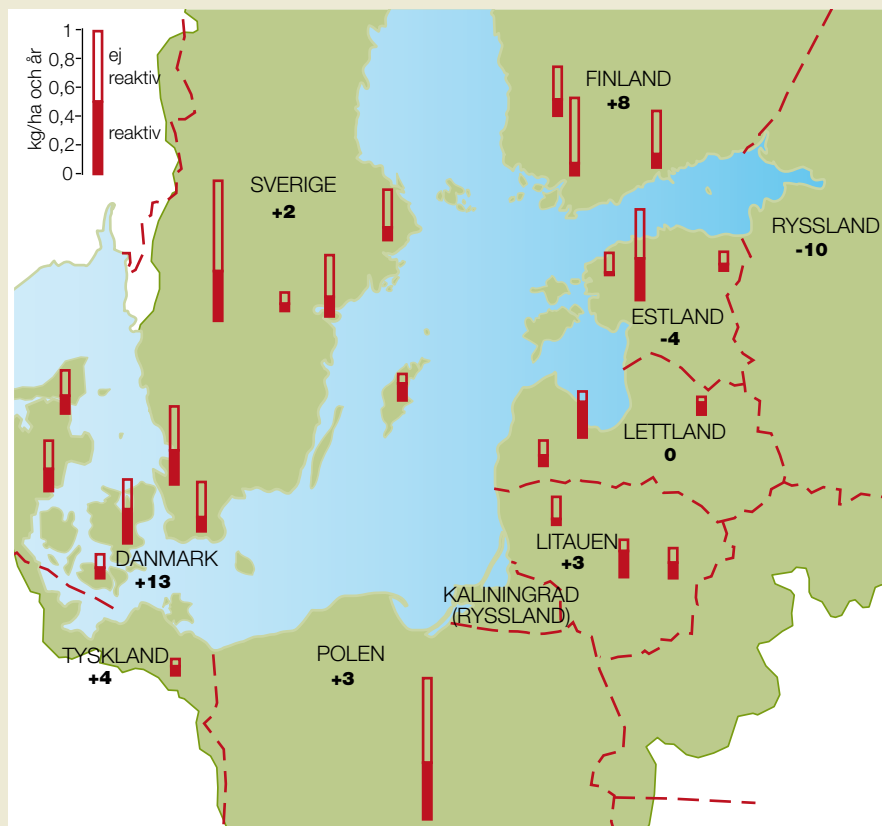 1
0,8
0,6
0,4
0,2
0
kg/ha och år
ej
reaktiv
reaktiv
FINLAND
+8
SVERIGE
+2
RYSSLAND
-10
ESTLAND
-4
LETTLAND
0
LITAUEN
+3
DANMARK
+13
KALININGRAD
(RYSSLAND)
TYSKLAND
+4
POLEN
+3